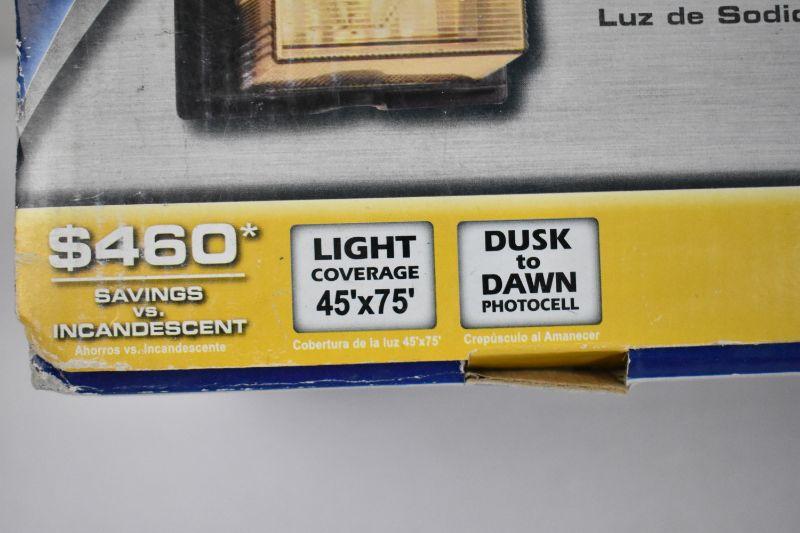 Luz de Sodio
$460*
SAVINGS
vs.
INCANDESCENT
Ahorros vs. Incandescente
LIGHT
COVERAGE
45'x75'
Cobertura de la luz 45'x75'
DUSK
to
DAWN
PHOTOCELL
Crepúsculo al Amanecer